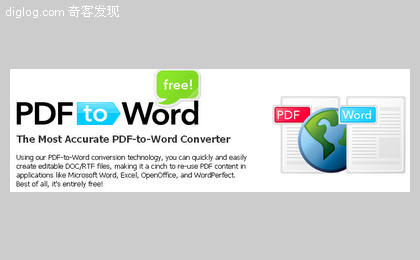 diglog.com 奇客发现
free!
PDF to Word
The Most Accurate PDF-to-Word Converter
Using our PDF-to-Word conversion technology, you can quickly and easily
create editable DOC/RTF files, making it a cinch to re-use PDF content in
applications like Microsoft Word, Excel, OpenOffice, and WordPerfect.
Best of all, it's entirely free!
PDF Word